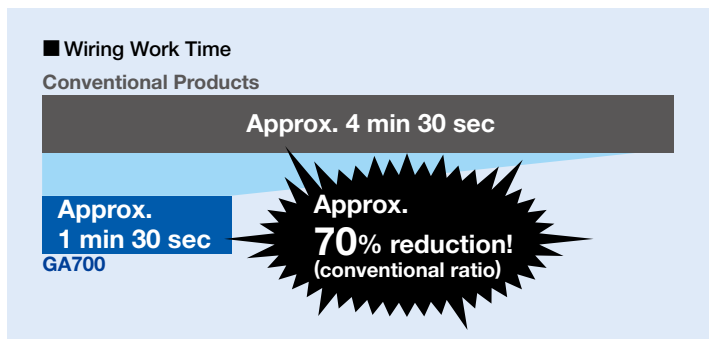 ■ Wiring Work Time
Conventional Products
Approx. 4 min 30 sec
Approx.
1 min 30 sec
GA700
Approx.
70% reduction!
(conventional ratio)